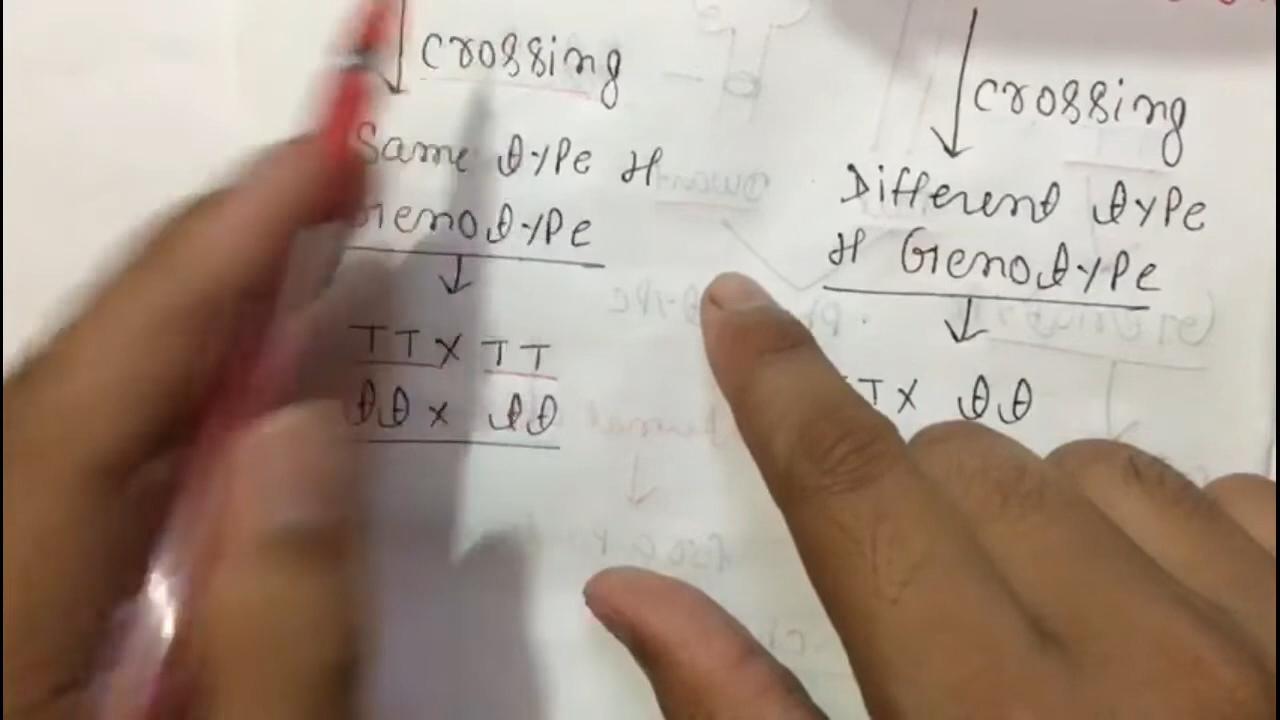 crossing
Same type of
Genotype
TT x TT
tt x tt
crossing
Different type
of Genotype
T x tt